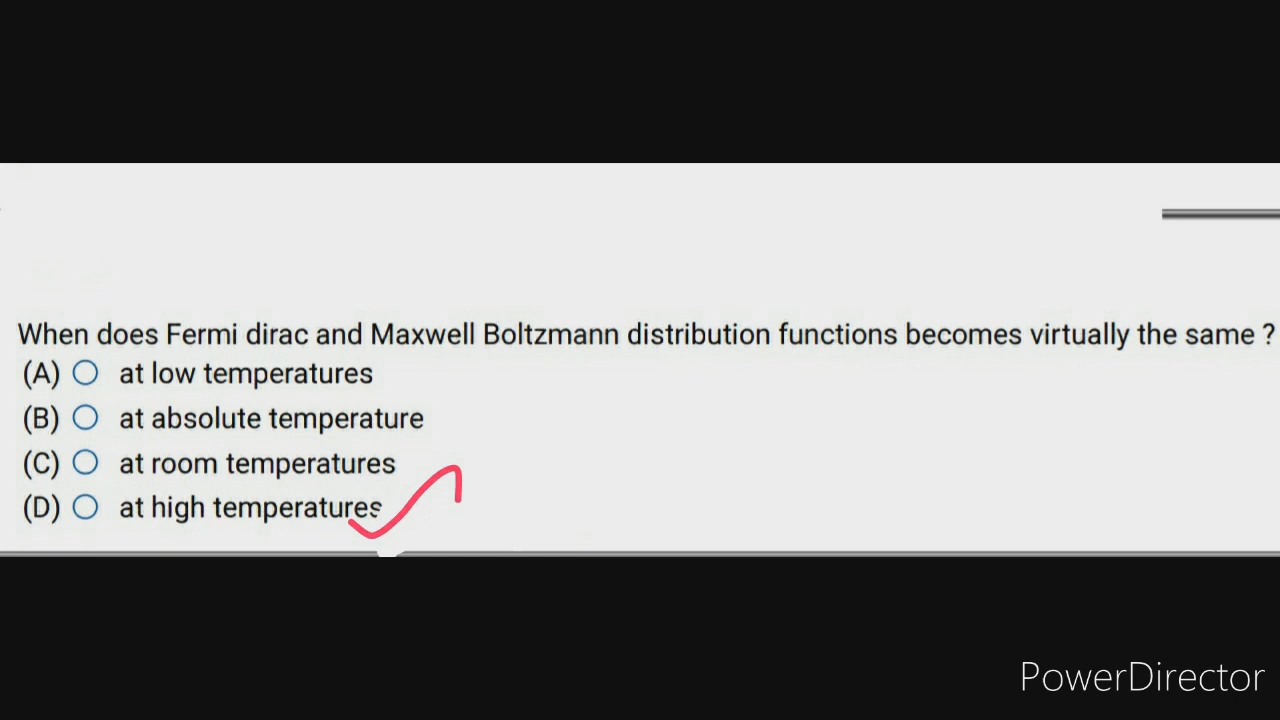 When does Fermi dirac and Maxwell Boltzmann distribution functions becomes virtually the same ?
(A) at low temperatures
(B) at absolute temperature
(C) at room temperatures
(D) at high temperatures
PowerDirector